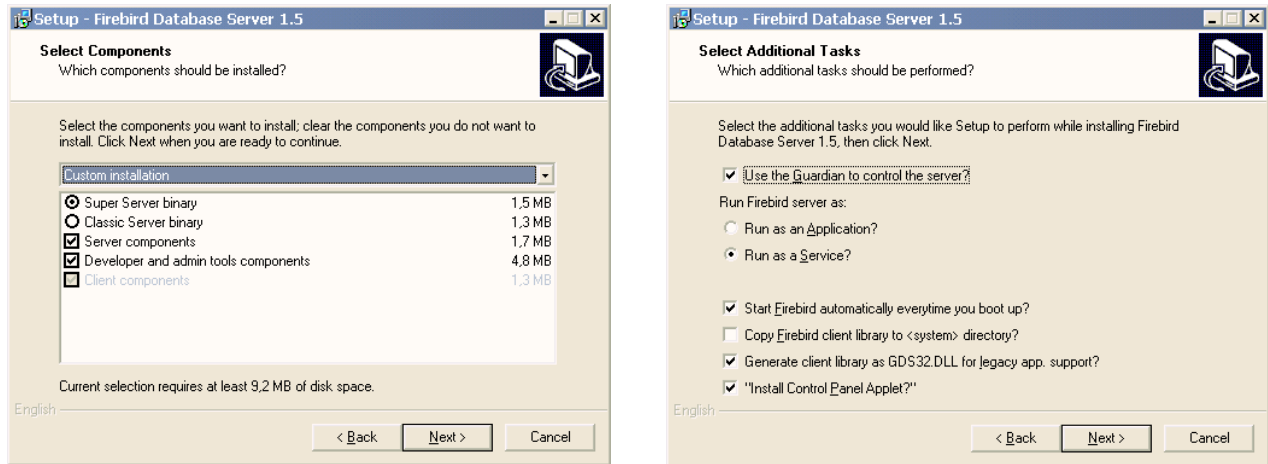 Setup - Firebird Database Server 1.5
Select Components
Which components should be installed?
Select the components you want to install; clear the components you do not want to
install. Click Next when you are ready to continue.
Custom installation
Super Server binary 1,5 MB
Classic Server binary 1,3 MB
Server components 1,7 MB
Developer and admin tools components 4,8 MB
Client components 1,3 MB
Current selection requires at least 9,2 MB of disk space.
English
< Back Next > Cancel
Setup - Firebird Database Server 1.5
Select Additional Tasks
Which additional tasks should be performed?
Select the additional tasks you would like Setup to perform while installing Firebird
Database Server 1.5, then click Next.
Use the Guardian to control the server?
Run Firebird server as:
Run as an Application?
Run as a Service?
Start Firebird automatically everytime you boot up?
Copy Firebird client library to <system> directory?
Generate client library as GDS32.DLL for legacy app. support?
"Install Control Panel Applet?"
English
< Back Next > Cancel